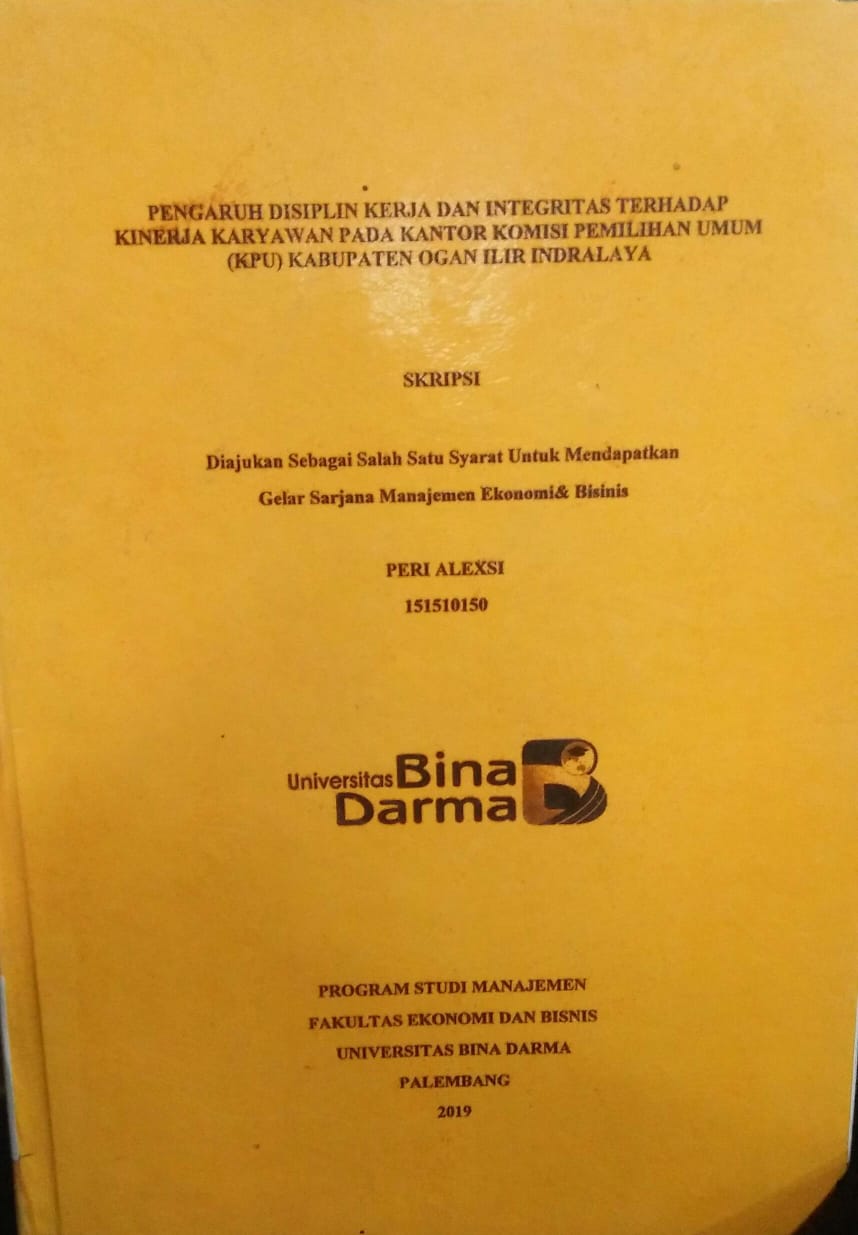 PENGARUH DISIPLIN KERJA DAN INTEGRITAS TERHADAP
KINERJA KARYAWAN PADA KANTOR KOMISI PEMILIHAN UMUM
(KPU) KABUPATEN OGAN ILIR INDRALAYA
SKRIPSI
Diajukan Sebagai Salah Satu Syarat Untuk Mendapatkan
Gelar Sarjana Manajemen Ekonomi& Bisinis
PERI ALEXSI
151510150
Universitas Bina
Darma
PROGRAM STUDI MANAJEMEN
FAKULTAS EKONOMI DAN BISNIS
UNIVERSITAS BINA DARMA
PALEMBANG
2019